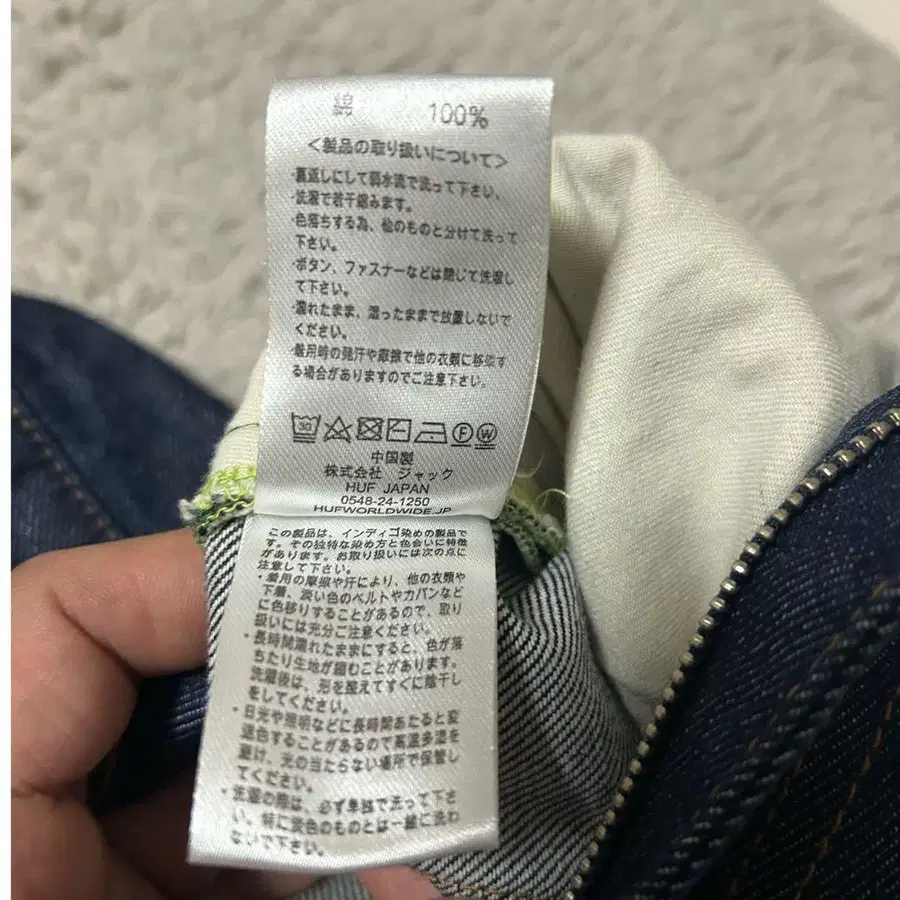 綿 100%
<製品の取り扱いについて>
・裏返しにして弱水流で洗って下さい。
・洗濯で若干縮みます。
・色落ちする為、他のものと分けて洗って
下さい。
・ボタン、ファスナーなどは閉じて洗濯し
て下さい。
・濡れたまま、湿ったままで放置しないで
ください。
・着用時の発汗や摩擦で他の衣類に移染す
る場合がありますのでご注意下さい。
30 F W
中国製
株式会社 ジャック
HUF JAPAN
0548-24-1250
HUFWORLDWIDE.JP
この製品は、インディゴ染めの製品で
す。その独特な染め方と色合いに特徴
があります。お取り扱いには次の点に
注意して下さい。
・着用の摩擦や汗により、他の衣類や
下着、淡い色のベルトやカバンなど
に色移りすることがあるので、取り
扱いには充分ご注意ください。
・長時間濡れたままにすると、色が落
ちたり生地が縮むことがあります。
洗濯後は、形を整えてすぐに陰干し
をしてください。
・日光や照明などに長時間あたると変
退色することがあるので高温多湿を
避け、光の当たらない場所で保管し
てください。
・洗濯の際は、必ず単独で洗って下さ
い。特に淡色のものとは一緒に洗わ
ないで下さい。